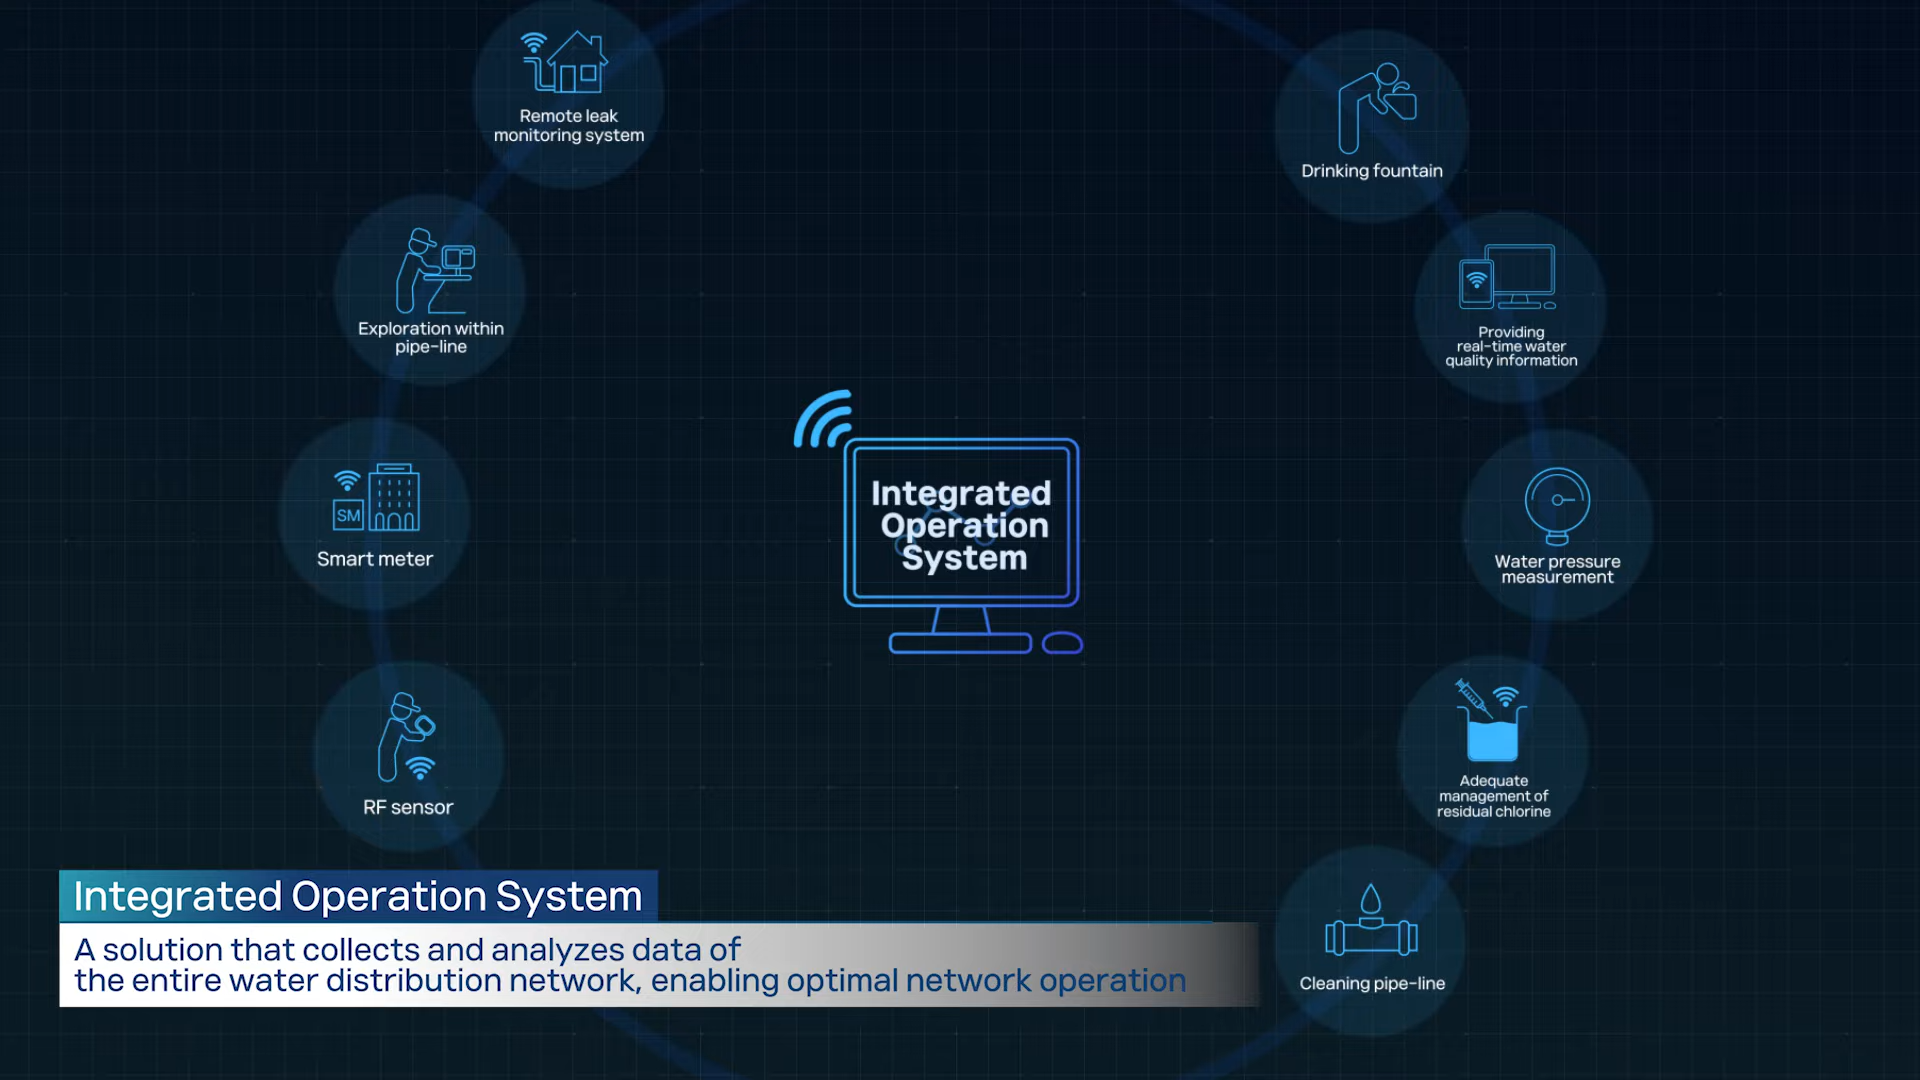 Remote leak
monitoring system
Drinking fountain
Exploration within
pipe-line
Providing
real-time water
quality information
Integrated
Operation
System
SM
Smart meter
Water pressure
measurement
RF sensor
Adequate
management of
residual chlorine
Integrated Operation System
A solution that collects and analyzes data of
the entire water distribution network, enabling optimal network operation
Cleaning pipe-line